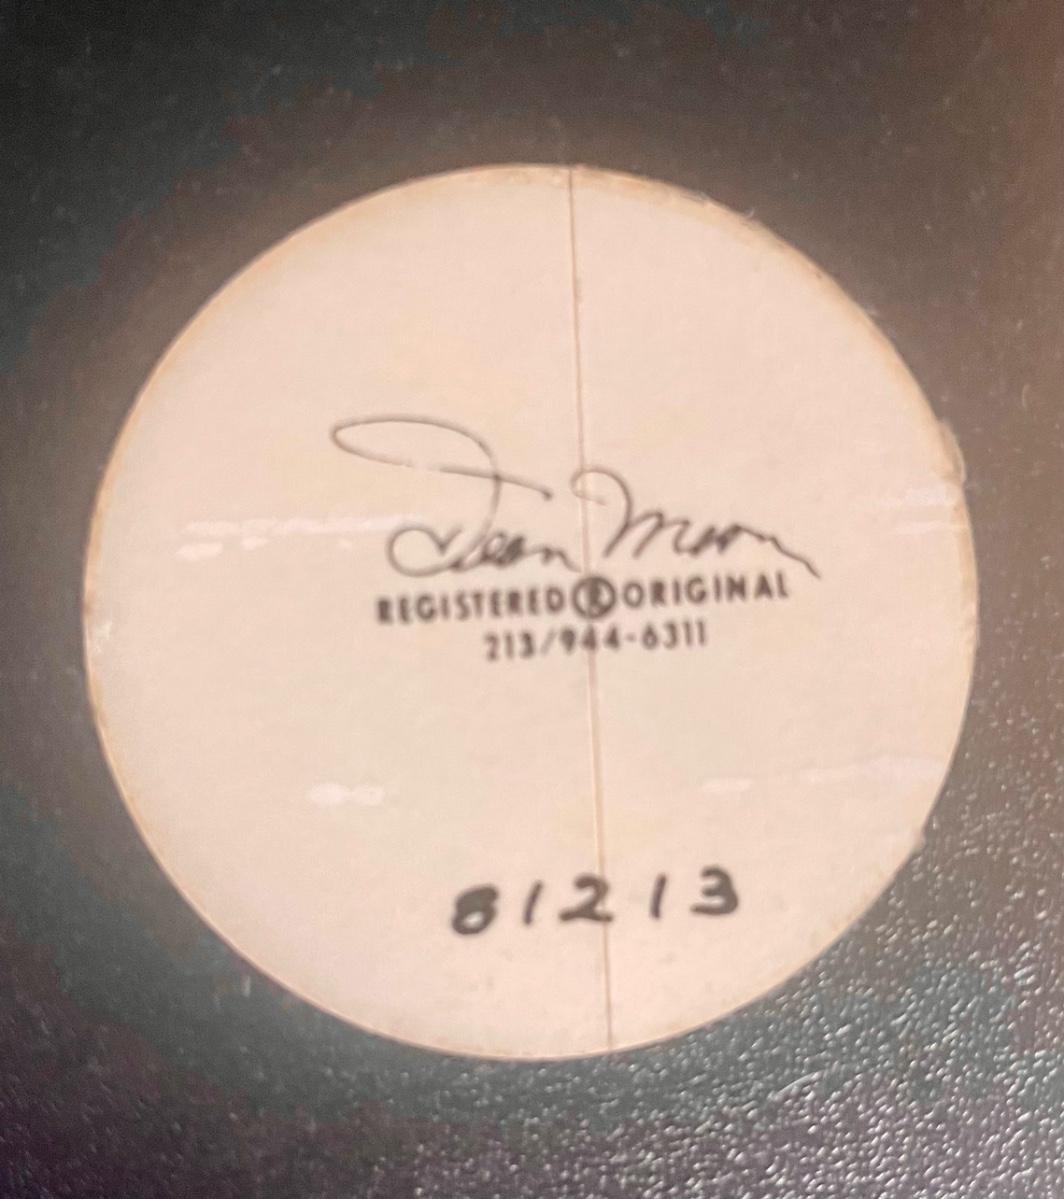 Dean Moon
REGISTERED ® ORIGINAL
213/944-6311
81213